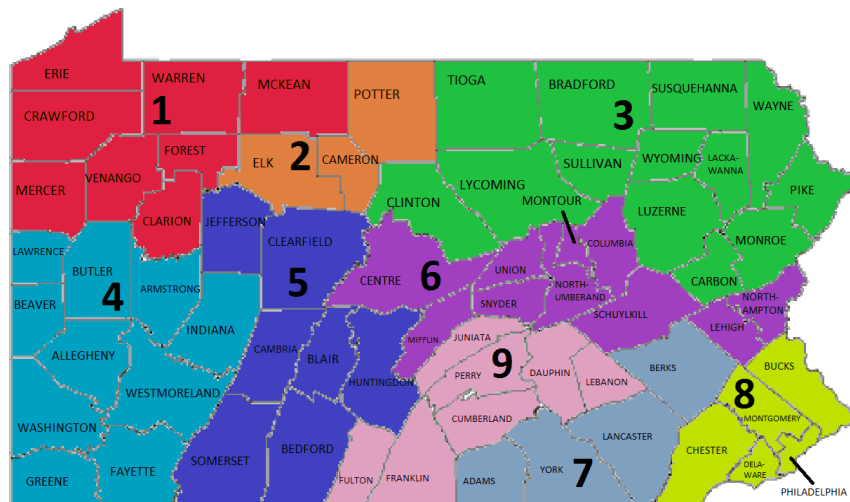 ERIE
WARREN
MCKEAN
POTTER
TIOGA
BRADFORD
SUSQUEHANNA
WAYNE
CRAWFORD
1
3
FOREST
ELK
2
CAMERON
SULLIVAN
WYOMING
LACKA-
WANNA
MERCER
VENANGO
LYCOMING
CLINTON
MONTOUR
PIKE
CLARION
JEFFERSON
LUZERNE
COLUMBIA
MONROE
LAWRENCE
CLEARFIELD
BUTLER
4
ARMSTRONG
5
CENTRE
6
UNION
CARBON
BEAVER
NORTH-
UMBERAND
NORTH-
AMPTON
SNYDER
SCHUYLKILL
INDIANA
LEHIGH
ALLEGHENY
CAMBRIA
BLAIR
MIFFLIN
JUNIATA
9
DAUPHIN
BERKS
BUCKS
HUNTINGDON
PERRY
LEBANON
8
WESTMORELAND
CUMBERLAND
MONTGOMERY
WASHINGTON
LANCASTER
CHESTER
SOMERSET
BEDFORD
FAYETTE
GREENE
FULTON
FRANKLIN
ADAMS
YORK
7
DELA-
WARE
PHILADELPHIA